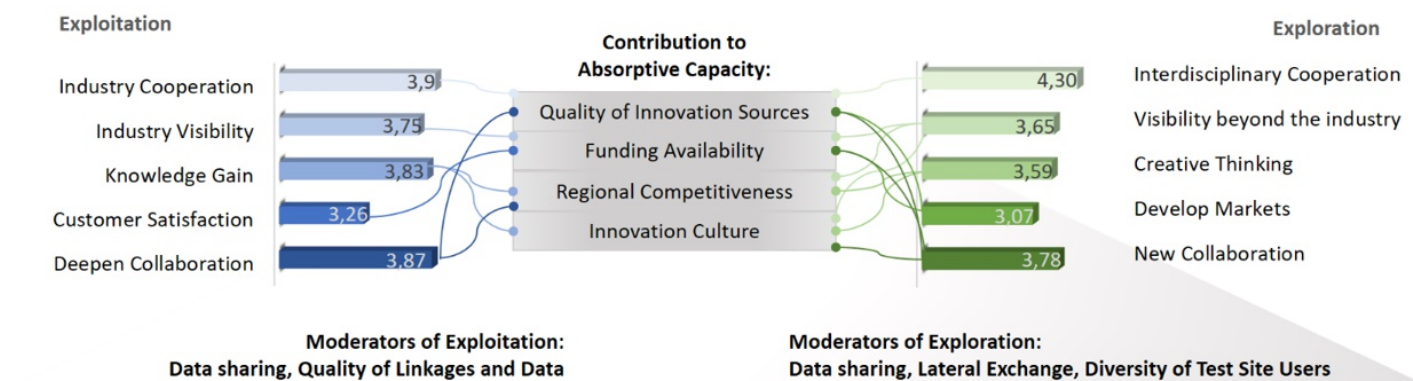 Exploitation
Exploration
Contribution to
Absorptive Capacity:
Industry Cooperation 3,9
Industry Visibility 3,75
Knowledge Gain 3,83
Customer Satisfaction 3,26
Deepen Collaboration 3,87
Quality of Innovation Sources
Funding Availability
Regional Competitiveness
Innovation Culture
4,30 Interdisciplinary Cooperation
3,65 Visibility beyond the industry
3,59 Creative Thinking
3,07 Develop Markets
3,78 New Collaboration
Moderators of Exploitation:
Data sharing, Quality of Linkages and Data
Moderators of Exploration:
Data sharing, Lateral Exchange, Diversity of Test Site Users